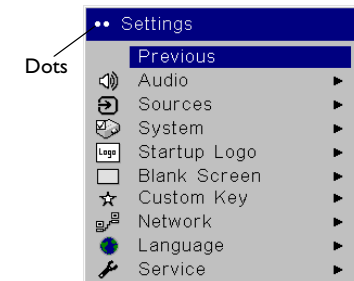 Settings
Previous
Dots
Audio
Sources
System
Logo Startup Logo
Blank Screen
Custom Key
Network
Language
Service